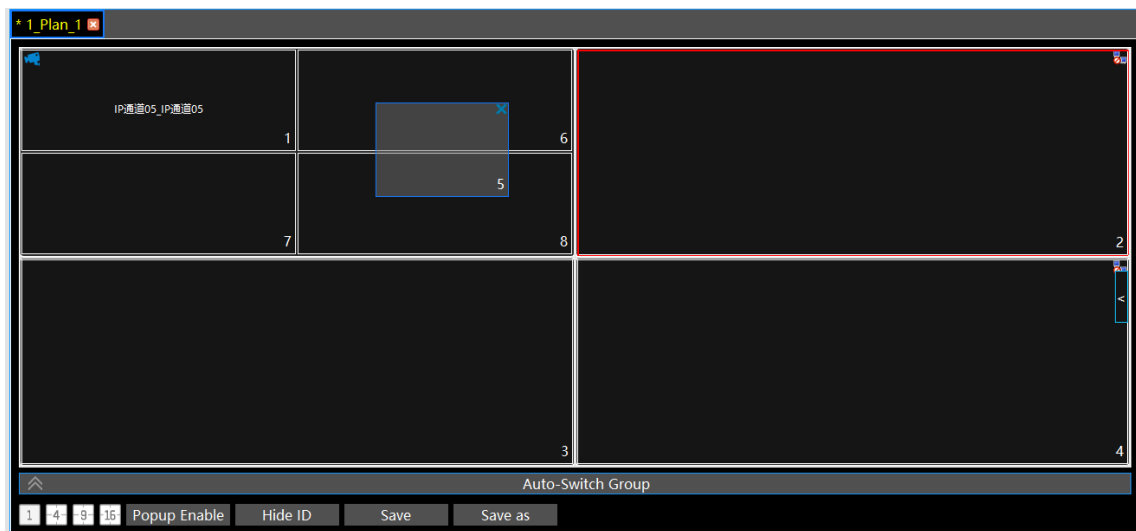 * 1_Plan_1
IP通道05_IP通道05
1
6
5
7
8
2
<
3
4
Auto-Switch Group
1 4 9 16 Popup Enable Hide ID Save Save as